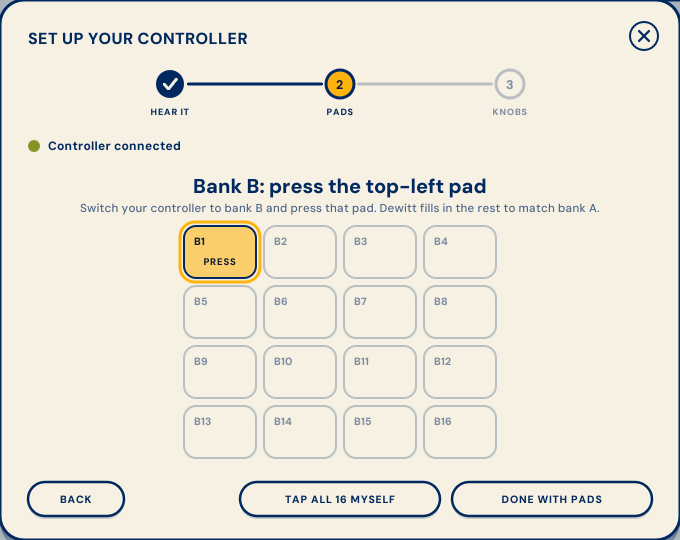 SET UP YOUR CONTROLLER
2
3
HEAR IT
PADS
KNOBS
Controller connected
Bank B: press the top-left pad
Switch your controller to bank B and press that pad. Dewitt fills in the rest to match bank A.
B1
B2
B3
B4
PRESS
B5
B6
B7
B8
B9
B10
B11
B12
B13
B14
B15
B16
BACK
TAP ALL 16 MYSELF
DONE WITH PADS